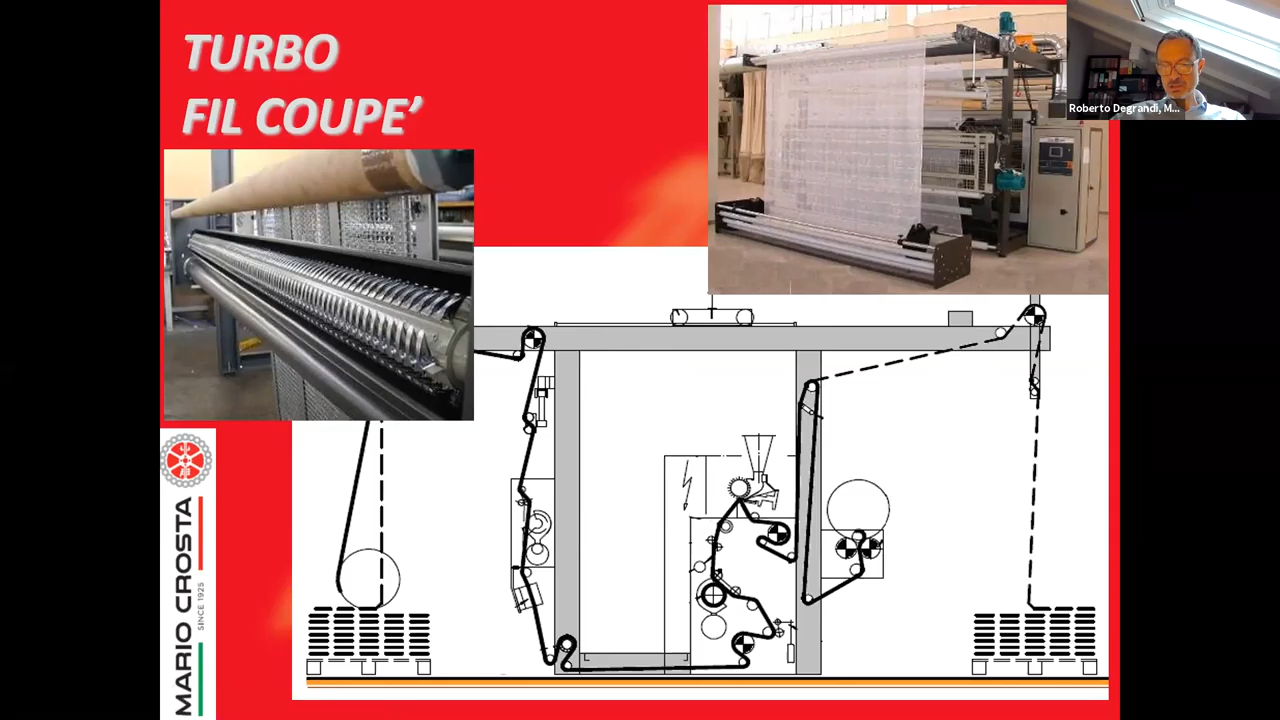 TURBO
FIL COUPE’
Roberto Degrandi, M...
MARIO CROSTA
SINCE 1925